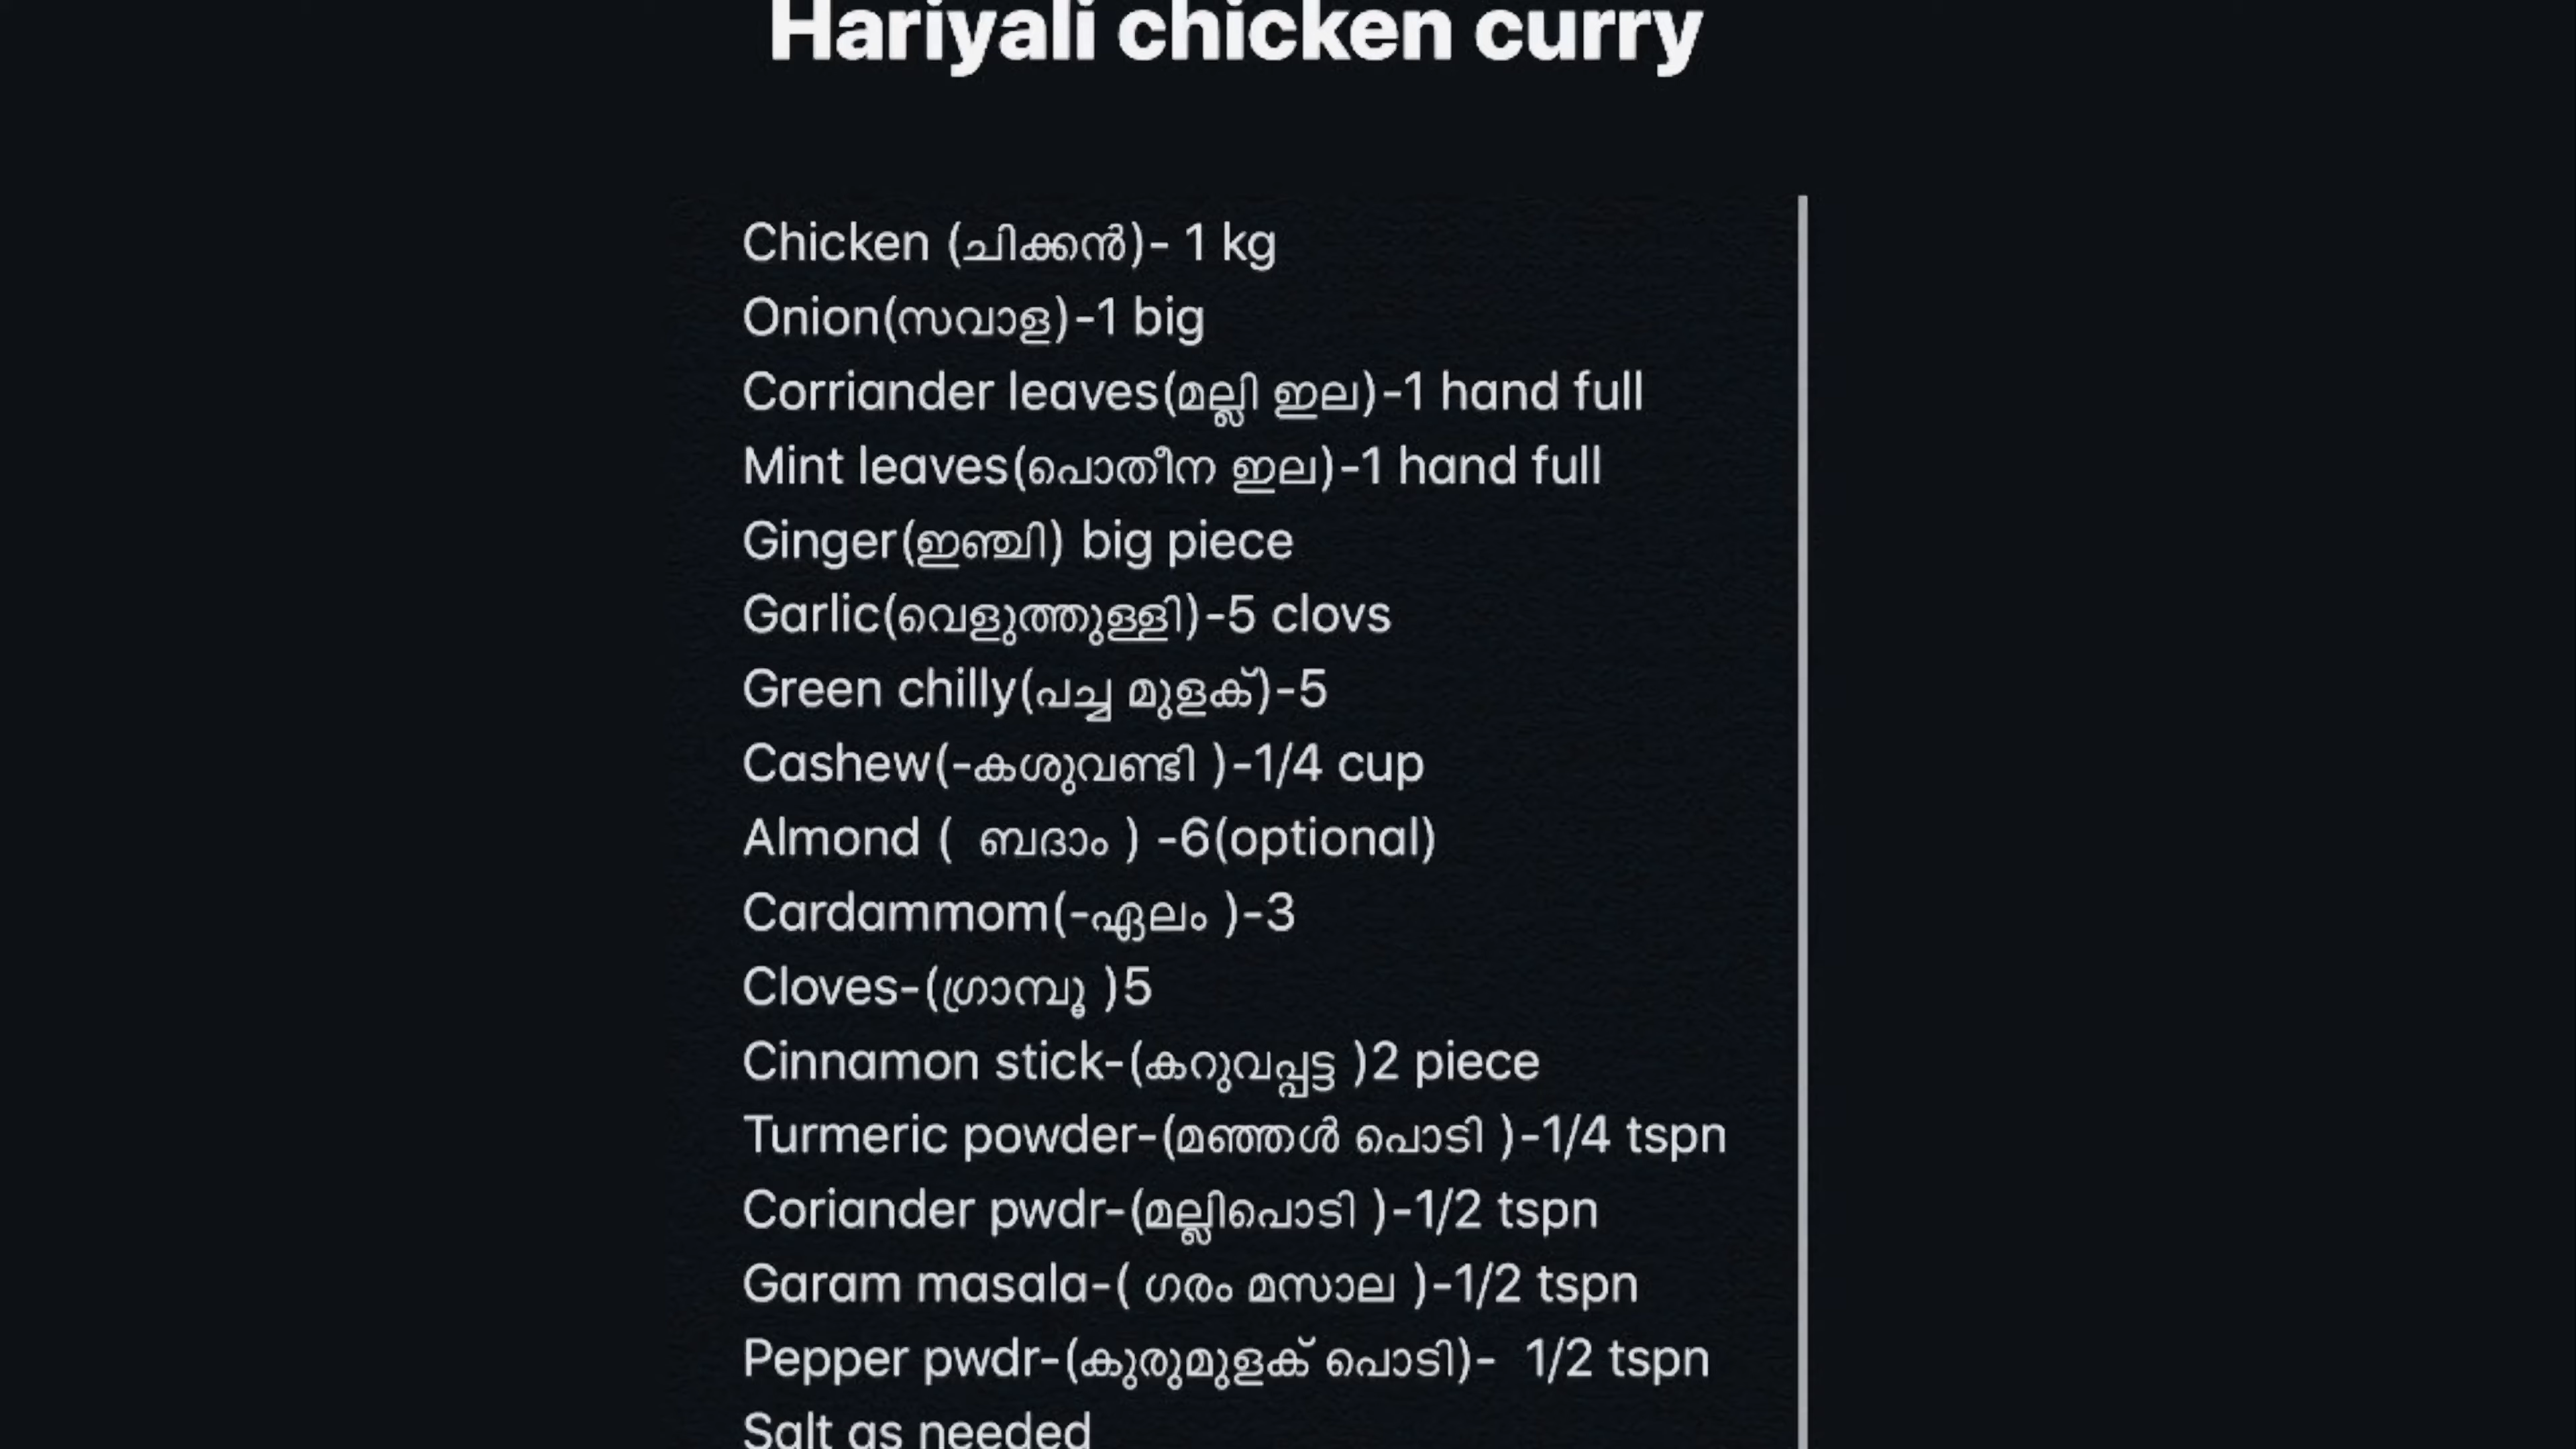 Hariyali chicken curry
Chicken (ചിക്കൻ)- 1 kg
Onion(സവാള)-1 big
Corriander leaves(മല്ലി ഇല)-1 hand full
Mint leaves(പൊതീന ഇല)-1 hand full
Ginger(ഇഞ്ചി) big piece
Garlic(വെളുത്തുള്ളി)-5 clovs
Green chilly(പച്ച മുളക്)-5
Cashew(-കശുവണ്ടി )-1/4 cup
Almond ( ബദാം ) -6(optional)
Cardammom(-ഏലം )-3
Cloves-(ഗ്രാമ്പൂ )5
Cinnamon stick-(കറുവപ്പട്ട )2 piece
Turmeric powder-(മഞ്ഞൾ പൊടി )-1/4 tspn
Coriander pwdr-(മല്ലിപൊടി )-1/2 tspn
Garam masala-( ഗരം മസാല )-1/2 tspn
Pepper pwdr-(കുരുമുളക് പൊടി)- 1/2 tspn
Salt as needed